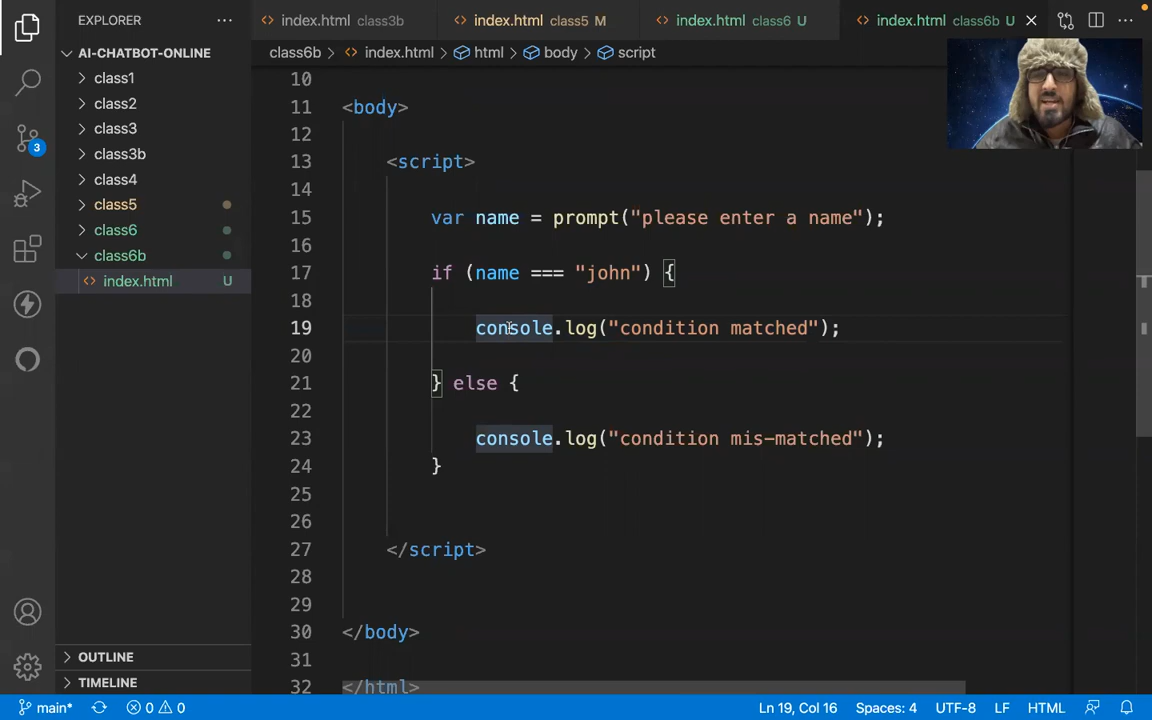 EXPLORER
index.html class3b
index.html class5 M
index.html class6 U
index.html class6b U
AI-CHATBOT-ONLINE
class6b > index.html > html > body > script
class1
class2
class3
class3b
class4
class5
class6
class6b
index.html U
3
10
11 <body>
12
13 <script>
14
15 var name = prompt("please enter a name");
16
17 if (name === "john") {
18
19 console.log("condition matched");
20
21 } else {
22
23 console.log("condition mis-matched");
24 }
25
26
27 </script>
28
29
30 </body>
31
32 </html>
OUTLINE
TIMELINE
main* 0 0 Ln 19, Col 16 Spaces: 4 UTF-8 LF HTML